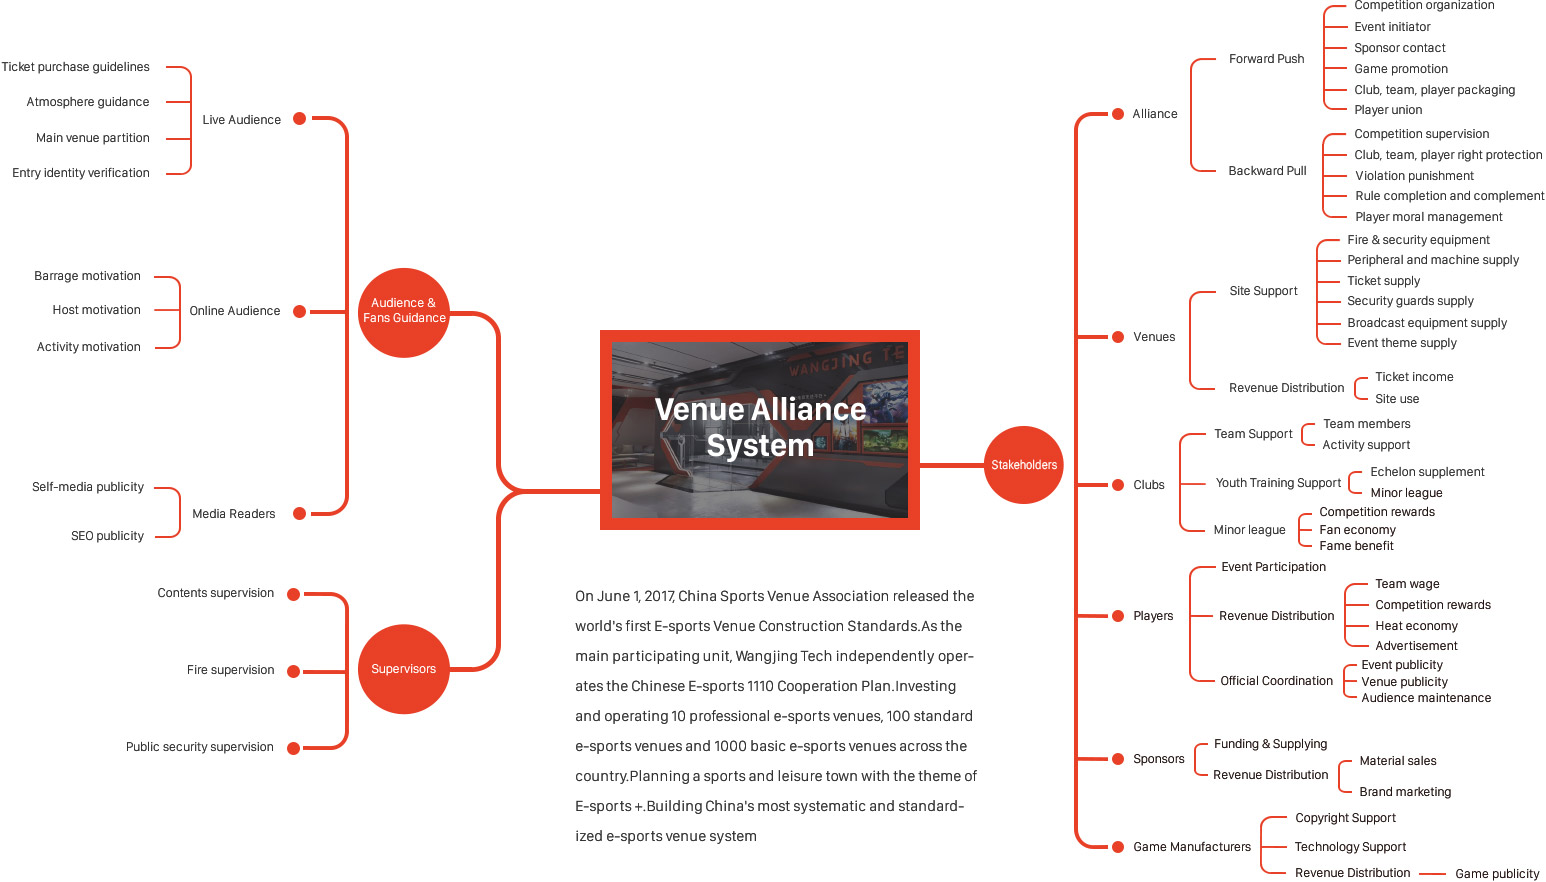 Ticket purchase guidelines
Atmosphere guidance
Main venue partition
Entry identity verification
Live Audience
Barrage motivation
Host motivation
Activity motivation
Online Audience
Self-media publicity
SEO publicity
Media Readers
Audience &
Fans Guidance
Contents supervision
Fire supervision
Public security supervision
Supervisors
WANGJING TE
Venue Alliance
System
On June 1, 2017, China Sports Venue Association released the
world's first E-sports Venue Construction Standards.As the
main participating unit, Wangjing Tech independently oper-
ates the Chinese E-sports 1110 Cooperation Plan.Investing
and operating 10 professional e-sports venues, 100 standard
e-sports venues and 1000 basic e-sports venues across the
country.Planning a sports and leisure town with the theme of
E-sports +.Building China's most systematic and standard-
ized e-sports venue system
Stakeholders
Alliance
Forward Push
Competition organization
Event initiator
Sponsor contact
Game promotion
Club, team, player packaging
Player union
Backward Pull
Competition supervision
Club, team, player right protection
Violation punishment
Rule completion and complement
Player moral management
Venues
Site Support
Fire & security equipment
Peripheral and machine supply
Ticket supply
Security guards supply
Broadcast equipment supply
Event theme supply
Revenue Distribution
Ticket income
Site use
Clubs
Team Support
Team members
Activity support
Youth Training Support
Echelon supplement
Minor league
Minor league
Competition rewards
Fan economy
Fame benefit
Players
Event Participation
Revenue Distribution
Team wage
Competition rewards
Heat economy
Advertisement
Official Coordination
Event publicity
Venue publicity
Audience maintenance
Sponsors
Funding & Supplying
Revenue Distribution
Material sales
Brand marketing
Game Manufacturers
Copyright Support
Technology Support
Revenue Distribution
Game publicity